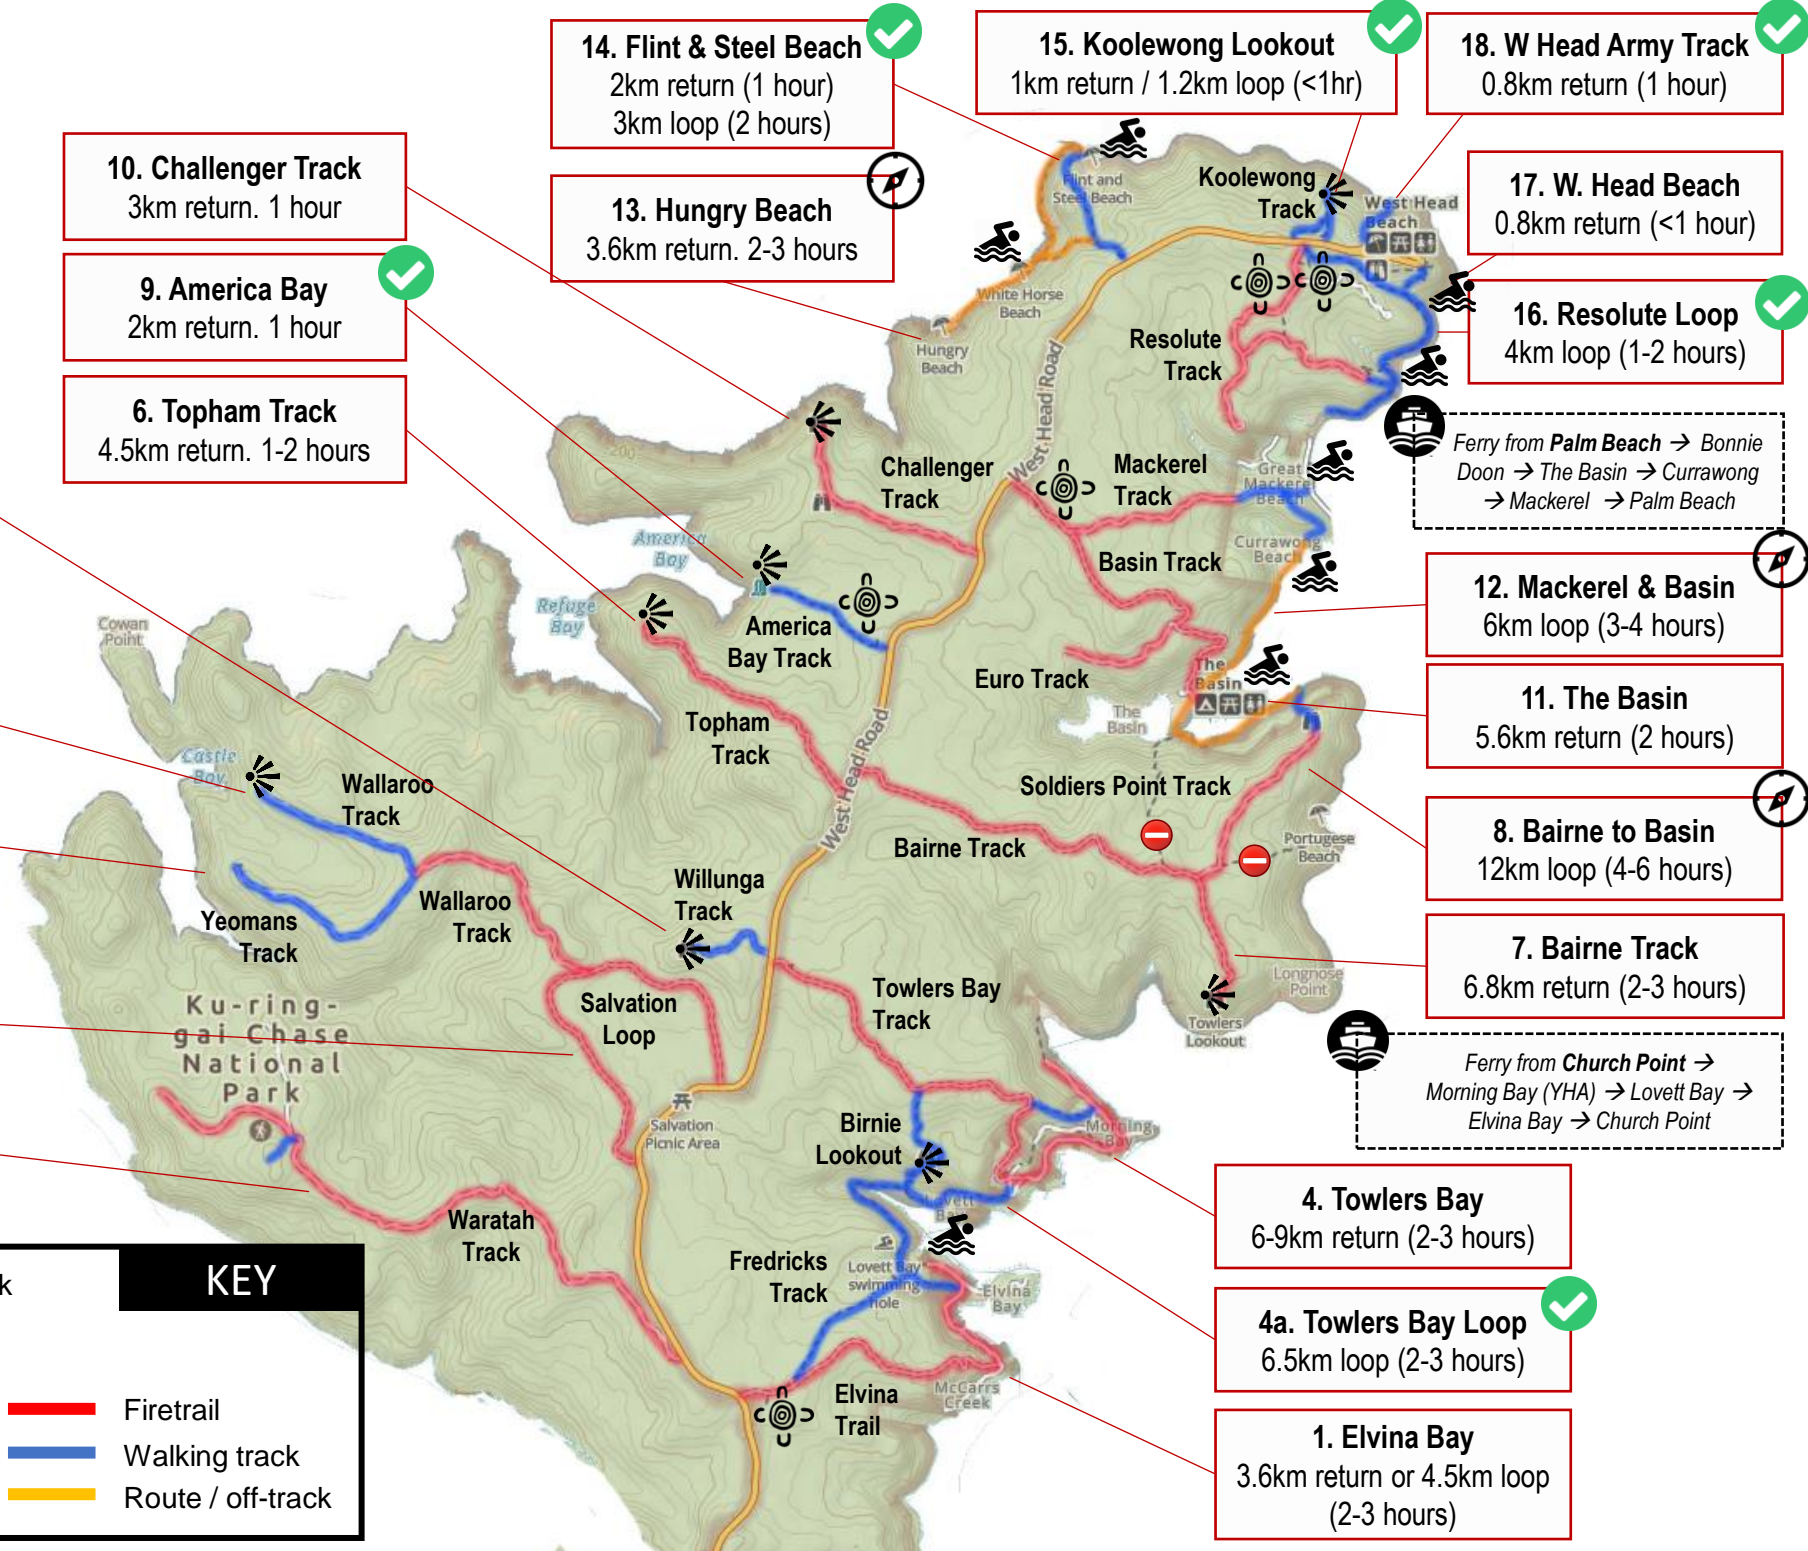 14. Flint & Steel Beach
2km return (1 hour)
3km loop (2 hours)
15. Koolewong Lookout
1km return / 1.2km loop (<1hr)
18. W Head Army Track
0.8km return (1 hour)
10. Challenger Track
3km return. 1 hour
13. Hungry Beach
3.6km return. 2-3 hours
17. W. Head Beach
0.8km return (<1 hour)
9. America Bay
2km return. 1 hour
16. Resolute Loop
4km loop (1-2 hours)
6. Topham Track
4.5km return. 1-2 hours
Ferry from Palm Beach → Bonnie
Doon → The Basin → Currawong
→ Mackerel → Palm Beach
12. Mackerel & Basin
6km loop (3-4 hours)
11. The Basin
5.6km return (2 hours)
8. Bairne to Basin
12km loop (4-6 hours)
7. Bairne Track
6.8km return (2-3 hours)
Ferry from Church Point →
Morning Bay (YHA) → Lovett Bay →
Elvina Bay → Church Point
4. Towlers Bay
6-9km return (2-3 hours)
4a. Towlers Bay Loop
6.5km loop (2-3 hours)
1. Elvina Bay
3.6km return or 4.5km loop
(2-3 hours)
Flint and
Steel Beach
Koolewong
Track
West Head
Beach
White Horse
Beach
Hungry
Beach
Resolute
Track
West Head Road
200
Challenger
Track
Mackerel
Track
Great
Mackerel
Beach
America
Bay
Basin Track
Currawong
Beach
Refuge
Bay
Cowan
Point
America
Bay Track
Euro Track
The
Basin
The
Basin
Topham
Track
West Head Road
Castle
Bay
Wallaroo
Track
Soldiers Point Track
Bairne Track
Portugese
Beach
Willunga
Track
Wallaroo
Track
Yeomans
Track
Longnose
Point
Towlers
Lookout
Ku-ring-
gai Chase
National
Park
Salvation
Loop
Towlers Bay
Track
Salvation
Picnic Area
Birnie
Lookout
Morning
Bay
Lovett
Bay
Waratah
Track
Fredricks
Track
Lovett Bay
swimming
hole
Elvina
Bay
McCarrs
Creek
Elvina
Trail
k
KEY
Firetrail
Walking track
Route / off-track